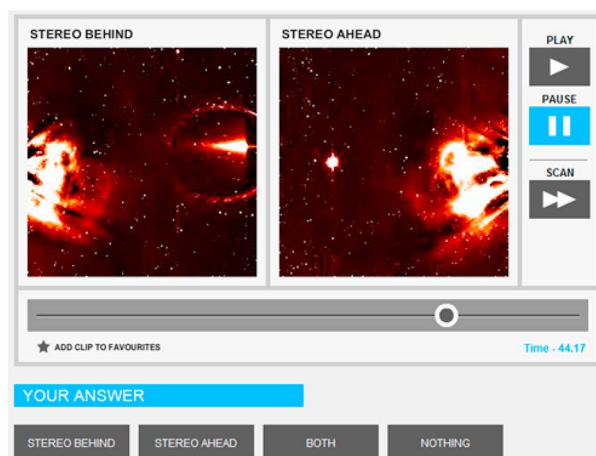 STEREO BEHIND
STEREO AHEAD
PLAY
PAUSE
SCAN
ADD CLIP TO FAVOURITES
Time - 44.17
YOUR ANSWER
STEREO BEHIND
STEREO AHEAD
BOTH
NOTHING